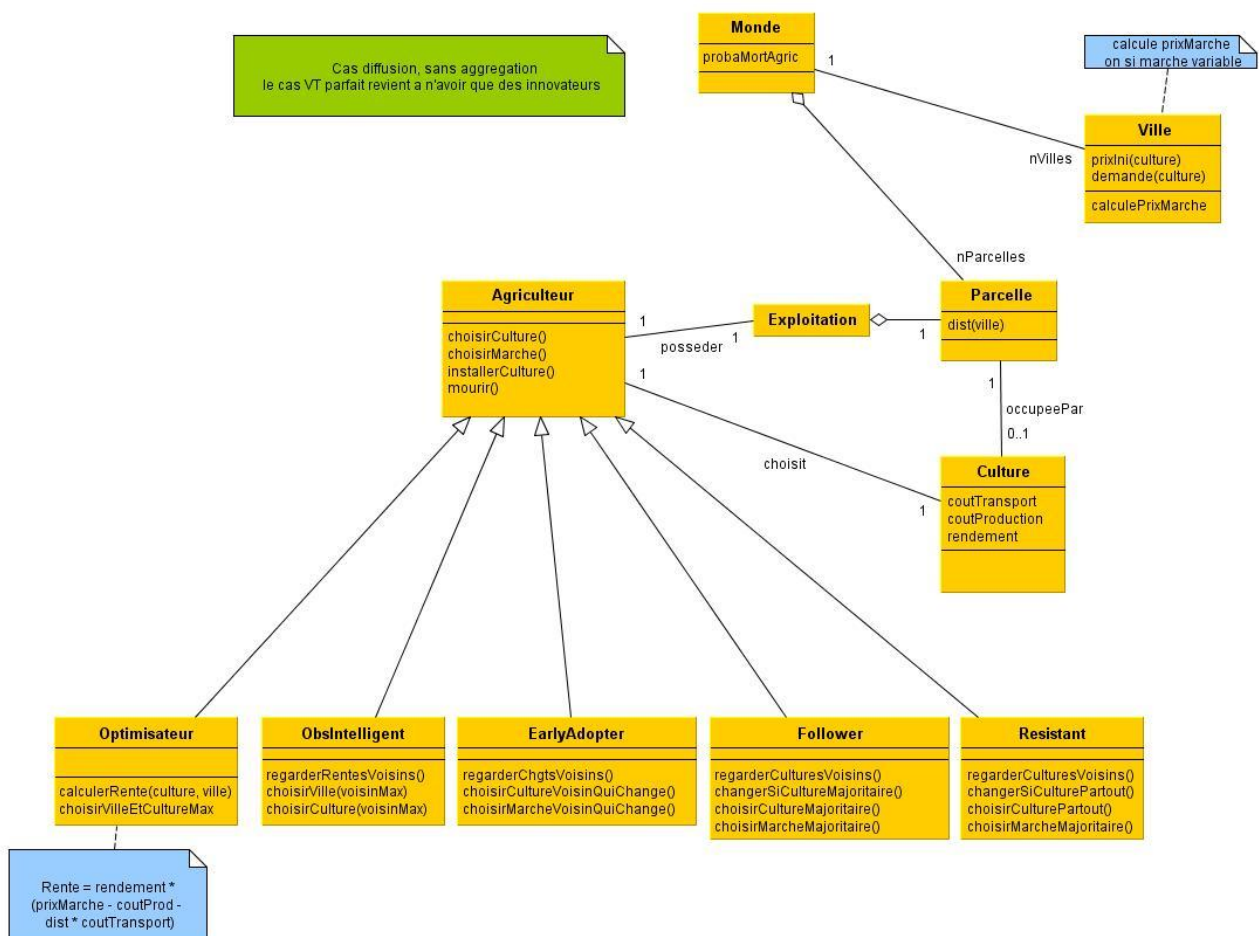 Cas diffusion, sans aggregation
le cas VT parfait revient a n'avoir que des innovateurs
Monde
probaMortAgric
1
calcule prixMarche
on si marche variable
Ville
prixIni(culture)
demande(culture)
calculePrixMarche
nVilles
nParcelles
Agriculteur
choisirCulture()
choisirMarche()
installerCulture()
mourir()
1
posseder
1
Exploitation
1
Parcelle
dist(ville)
1
occupeePar
0..1
1
choisit
1
Culture
coutTransport
coutProduction
rendement
Optimisateur
calculerRente(culture, ville)
choisirVilleEtCultureMax
ObsIntelligent
regarderRentesVoisins()
choisirVille(voisinMax)
choisirCulture(voisinMax)
EarlyAdopter
regarderChgtsVoisins()
choisirCultureVoisinQuiChange()
choisirMarcheVoisinQuiChange()
Follower
regarderCulturesVoisins()
changerSiCultureMajoritaire()
choisirCultureMajoritaire()
choisirMarcheMajoritaire()
Resistant
regarderCulturesVoisins()
changerSiCulturePartout()
choisirCulturePartout()
choisirMarcheMajoritaire()
Rente = rendement *
(prixMarche - coutProd -
dist * coutTransport)